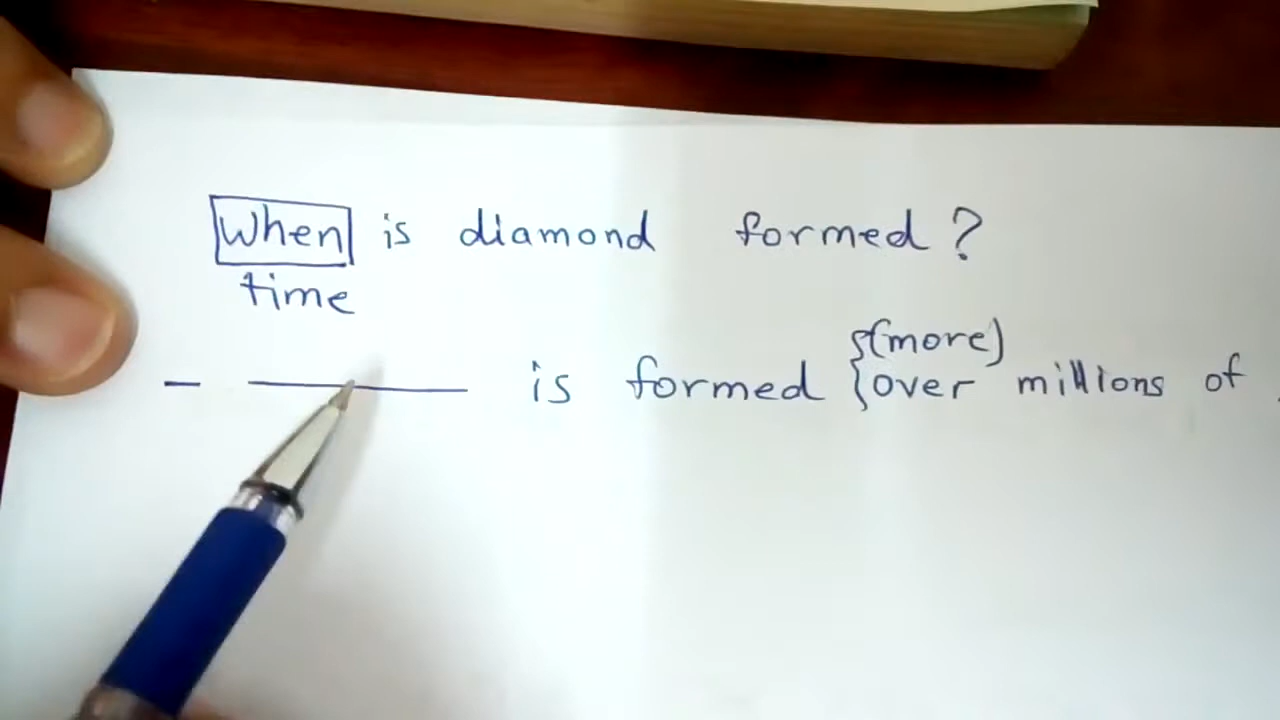 When is diamond formed ?
time
(more)
- ______ is formed over millions of